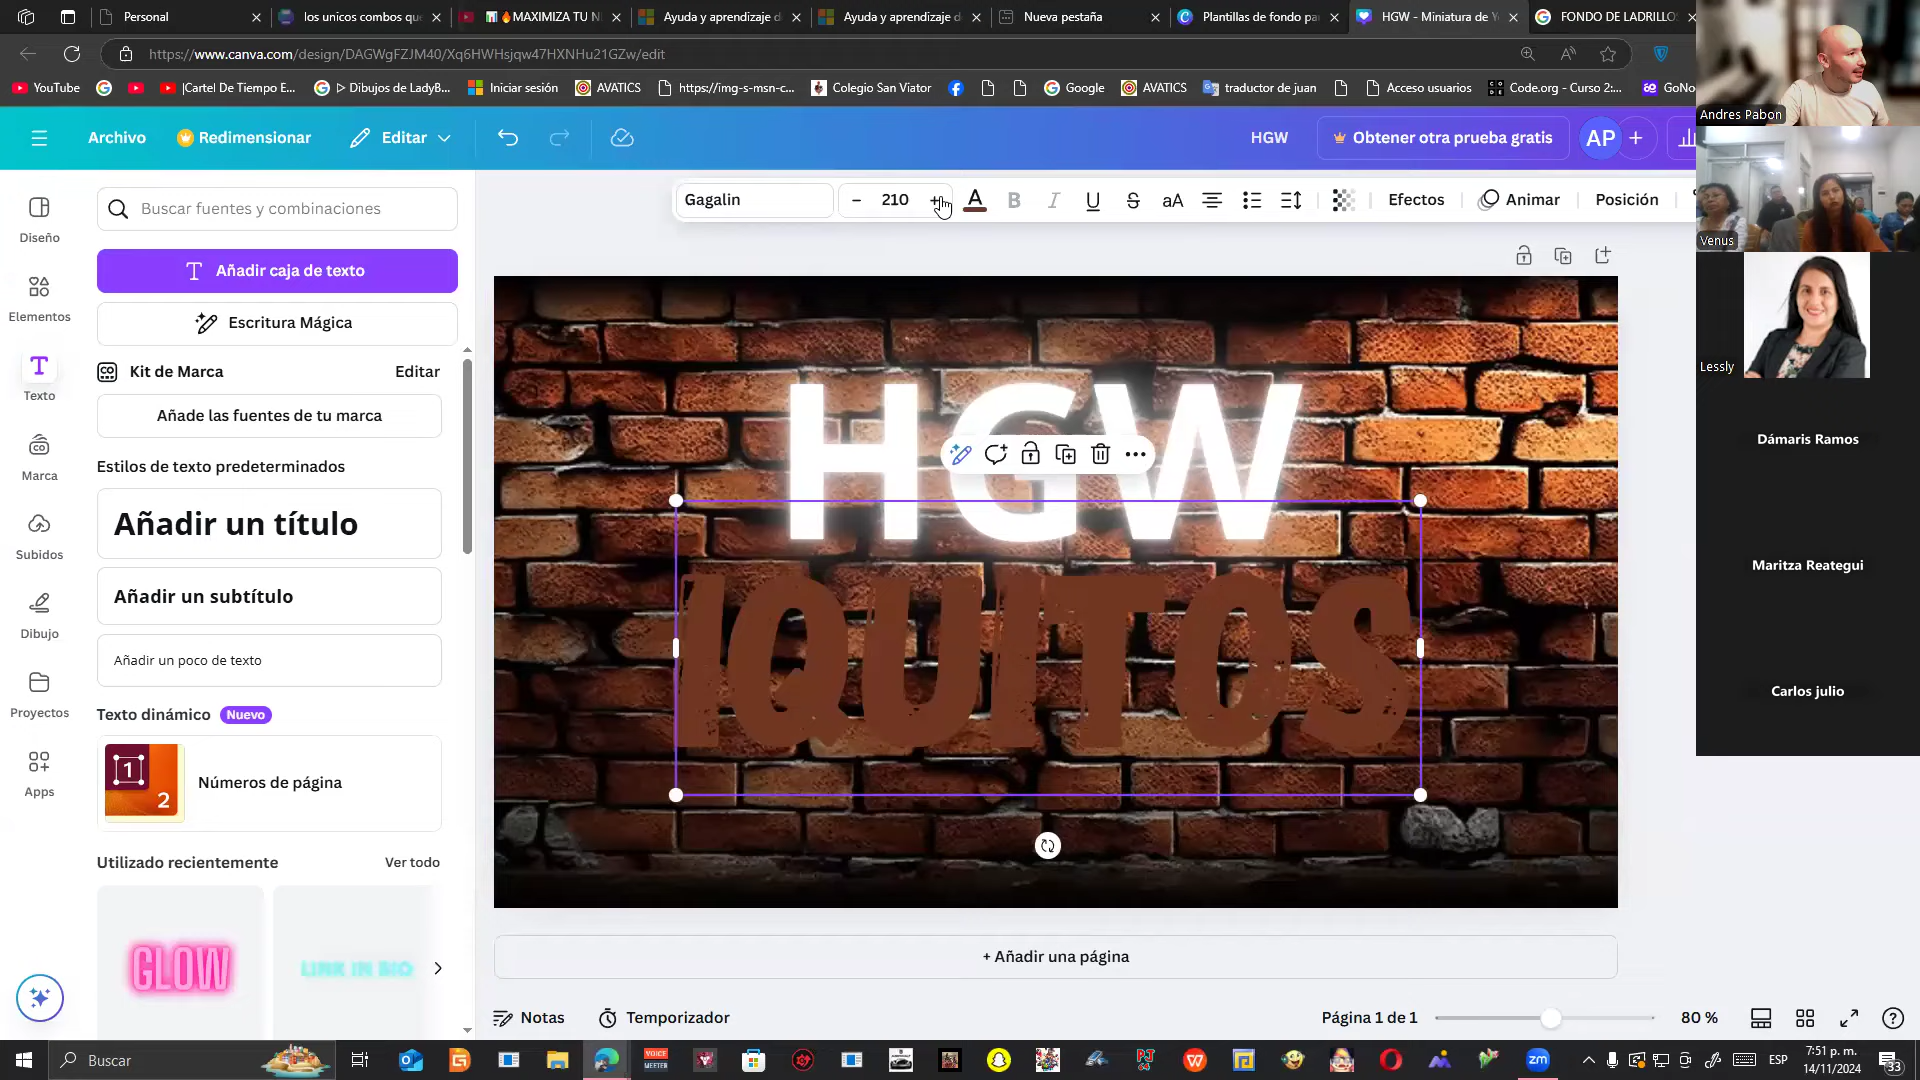 Personal
los unicos combos qu
MAXIMIZA TU N
Ayuda y aprendizaje d
Ayuda y aprendizaje d
Nueva pestaña
Plantillas de fondo pa
HGW - Miniatura de Y
FONDO DE LADRILLO
https://www.canva.com/design/DAGWgFZJM40/Xq6HWHsjqw47HXNHu21GZw/edit
YouTube
|Cartel De Tiempo E...
▷ Dibujos de LadyB...
Iniciar sesión
AVATICS
https://img-s-msn-c...
Colegio San Viator
Google
AVATICS
traductor de juan
Acceso usuarios
Code.org - Curso 2:...
GoNo
Archivo
Redimensionar
Editar
HGW
Obtener otra prueba gratis
AP
Gagalin
210
aA
Efectos
Animar
Posición
Diseño
Elementos
Texto
Marca
Subidos
Dibujo
Proyectos
Apps
Buscar fuentes y combinaciones
Añadir caja de texto
Escritura Mágica
Kit de Marca
Editar
Añade las fuentes de tu marca
Estilos de texto predeterminados
Añadir un título
Añadir un subtítulo
Añadir un poco de texto
Texto dinámico Nuevo
1
2
Números de página
Utilizado recientemente
Ver todo
GLOW
LINK IN BIO
HGW
IQUITOS
+ Añadir una página
Notas
Temporizador
Página 1 de 1
80 %
Andres Pabon
Venus
Lessly
Dámaris Ramos
Maritza Reategui
Carlos julio
Buscar
VOICE MEETER
zm
ESP
7:51 p. m.
14/11/2024
33